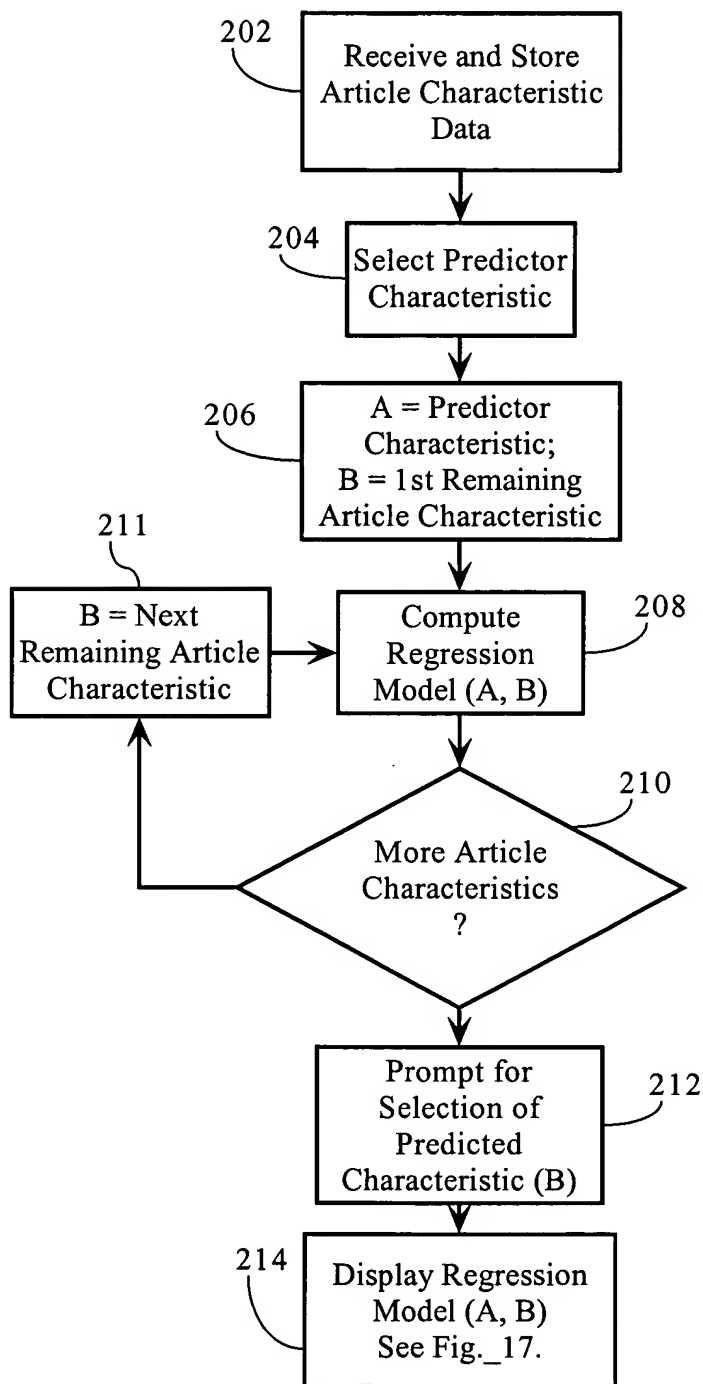 202
Receive and Store
Article Characteristic
Data
204
Select Predictor
Characteristic
206
A = Predictor
Characteristic;
B = 1st Remaining
Article Characteristic
211
B = Next
Remaining Article
Characteristic
Compute
Regression
Model (A, B)
208
210
More Article
Characteristics
?
Prompt for
Selection of
Predicted
Characteristic (B)
212
214
Display Regression
Model (A, B)
See Fig._17.